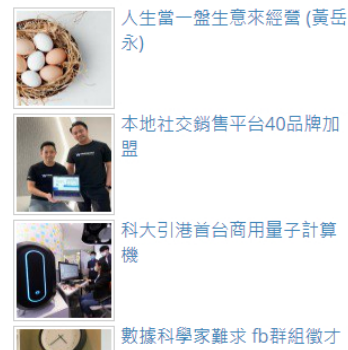 人生當一盤生意來經營 (黃岳
永)
本地社交銷售平台40品牌加
盟
科大引港首台商用量子計算
機
數據科學家難求 fb群組徵才